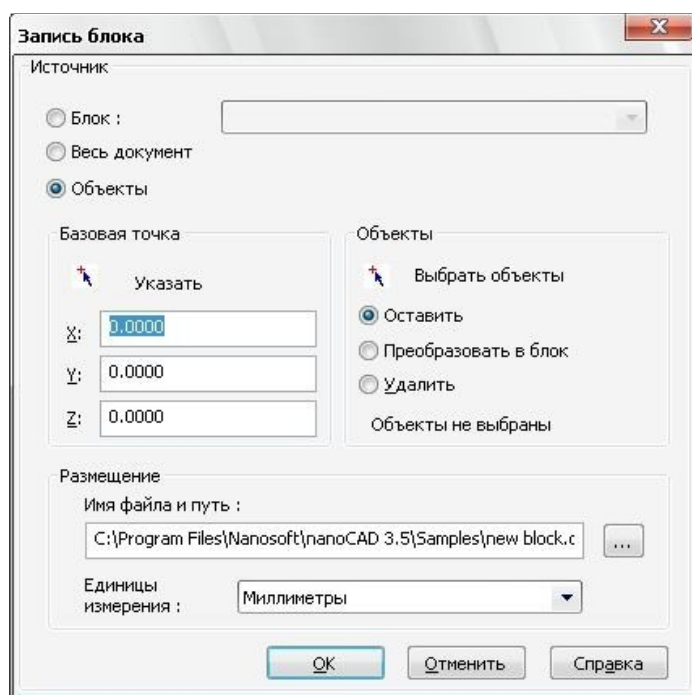 Запись блока
Источник
Блок :
Весь документ
Объекты
Базовая точка
Указать
X: 0.0000
Y: 0.0000
Z: 0.0000
Объекты
Выбрать объекты
Оставить
Преобразовать в блок
Удалить
Объекты не выбраны
Размещение
Имя файла и путь :
C:\Program Files\Nanosoft\nanoCAD 3.5\Samples\new block.c
...
Единицы
измерения :
Миллиметры
OK
Отменить
Справка